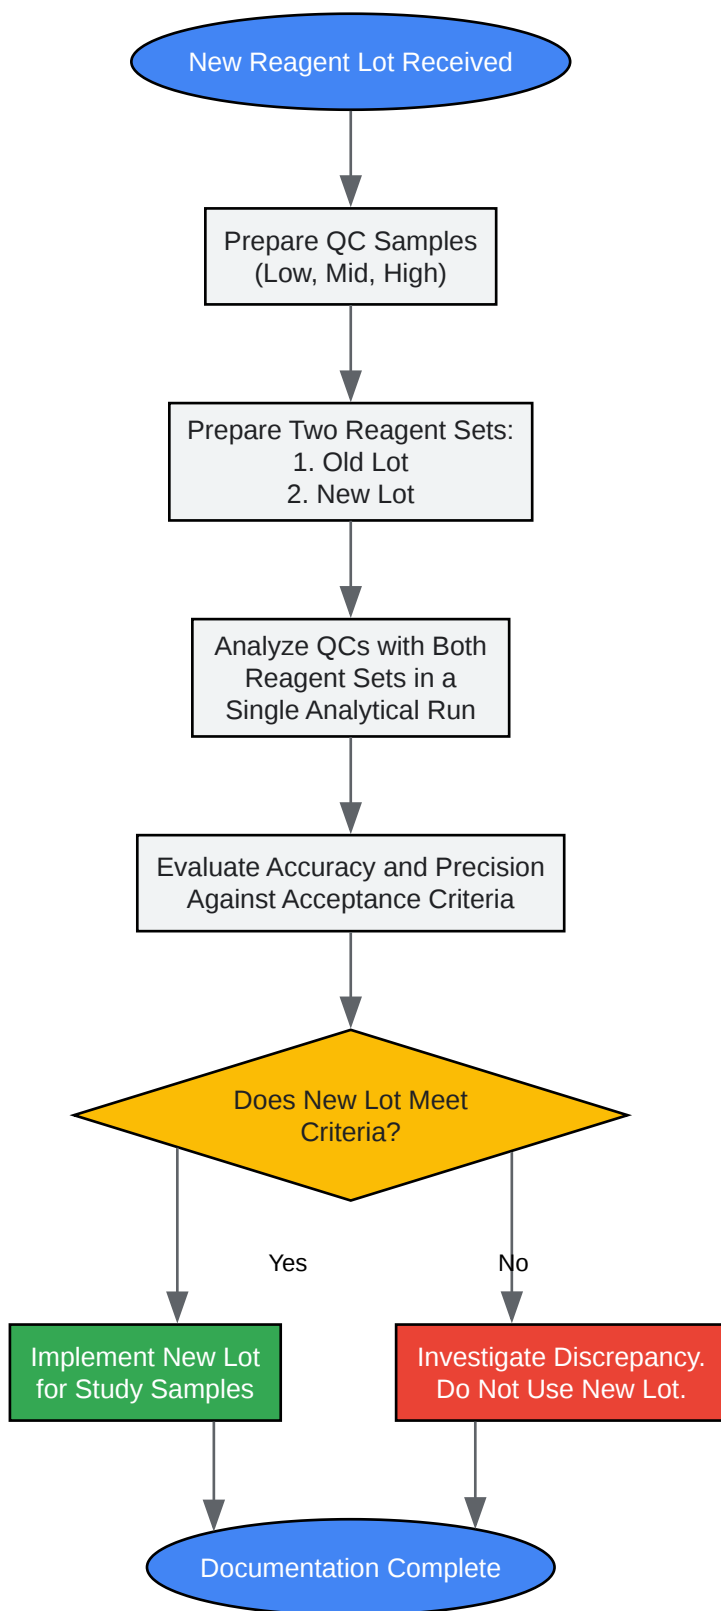 New Reagent Lot Received
Prepare QC Samples
(Low, Mid, High)
Prepare Two Reagent Sets:
1. Old Lot
2. New Lot
Analyze QCs with Both
Reagent Sets in a
Single Analytical Run
Evaluate Accuracy and Precision
Against Acceptance Criteria
Does New Lot Meet
Criteria?
Yes
No
Implement New Lot
for Study Samples
Investigate Discrepancy.
Do Not Use New Lot.
Documentation Complete